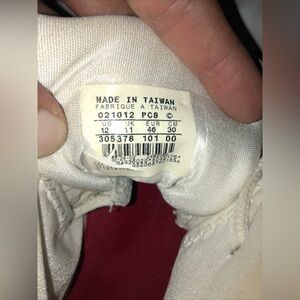 MADE IN TAIWAN
FABRIQUE A TAIWAN
021012 PC8 ©
US UK EUR CM
12 11 46 30
305378 101 00